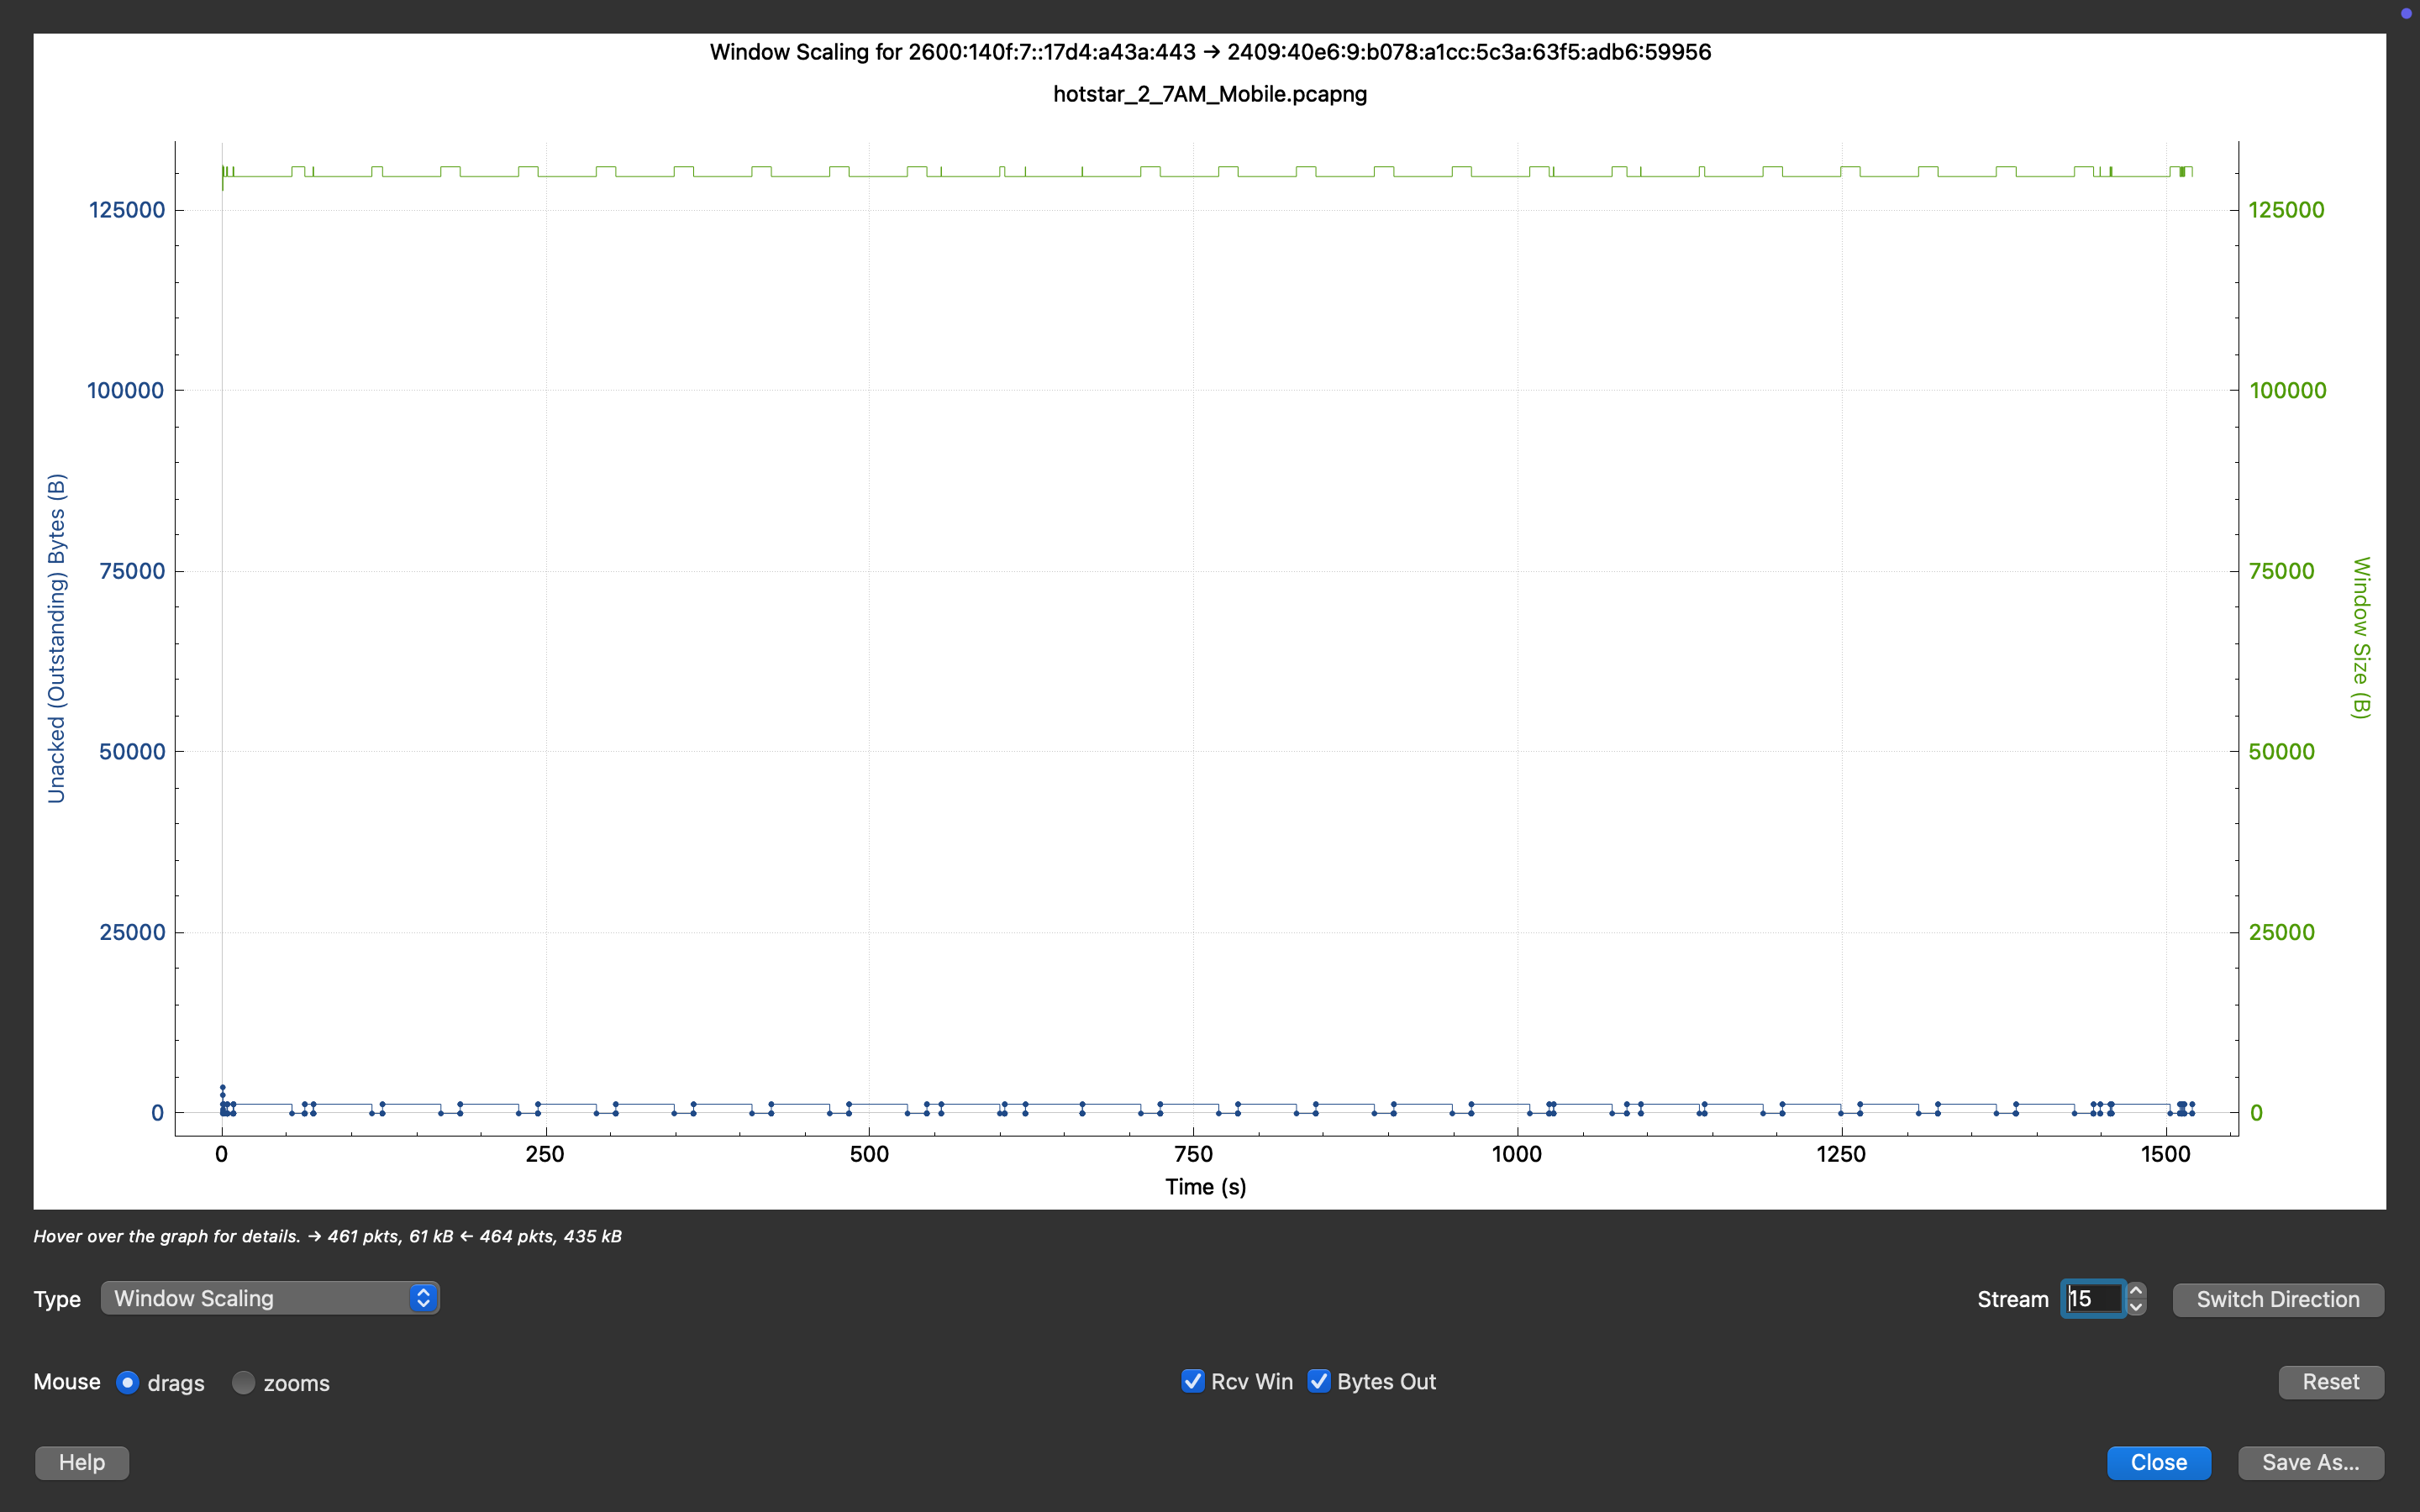 Window Scaling for 2600:140f:7::17d4:a43a:443 → 2409:40e6:9:b078:a1cc:5c3a:63f5:adb6:59956
hotstar_2_7AM_Mobile.pcapng
125000
100000
75000
50000
25000
0
Unacked (Outstanding) Bytes (B)
125000
100000
75000
50000
25000
0
Window Size (B)
0 250 500 750 1000 1250 1500
Time (s)
Hover over the graph for details. → 461 pkts, 61 kB ← 464 pkts, 435 kB
Type Window Scaling Stream 15 Switch Direction
Mouse drags zooms Rcv Win Bytes Out Reset
Help Close Save As...